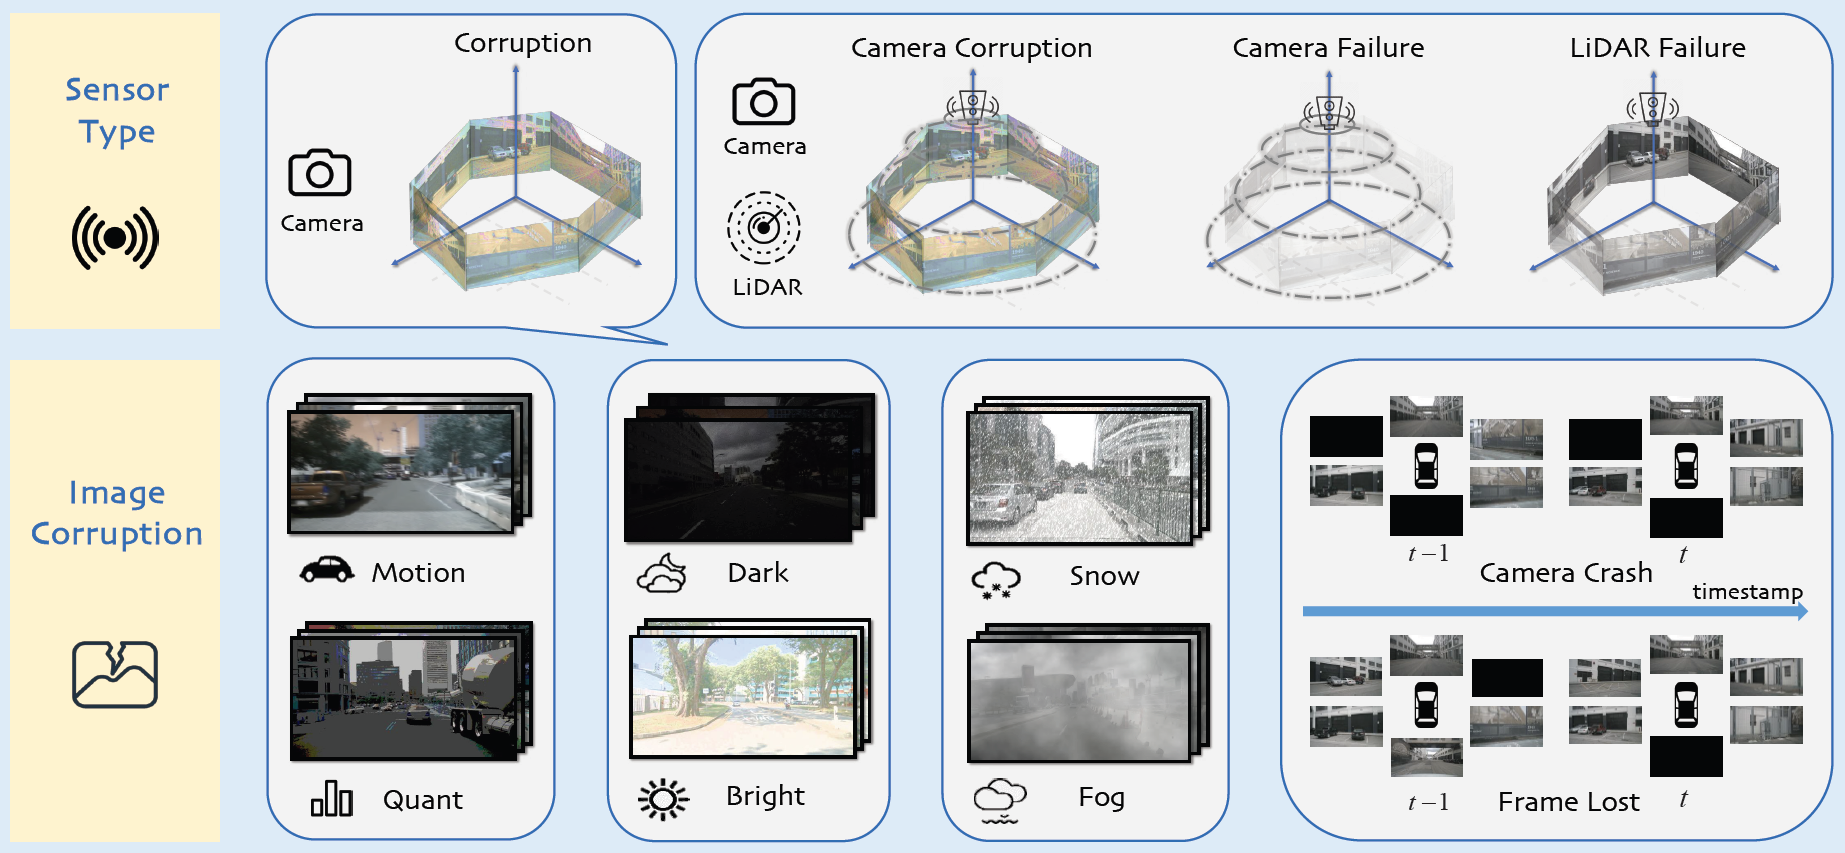 Sensor
Type
Corruption
Camera
Camera Corruption
Camera Failure
LiDAR Failure
Camera
LiDAR
Image
Corruption
Motion
Dark
Snow
t – 1
t
Camera Crash
timestamp
Quant
Bright
Fog
t – 1
Frame Lost
t